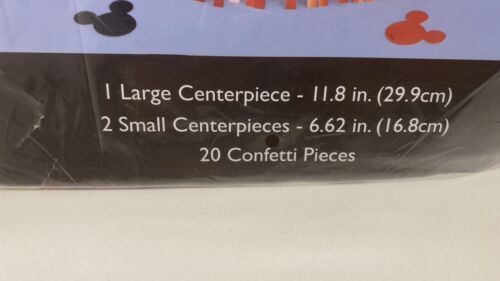 1 Large Centerpiece - 11.8 in. (29.9cm)
2 Small Centerpieces - 6.62 in. (16.8cm)
20 Confetti Pieces